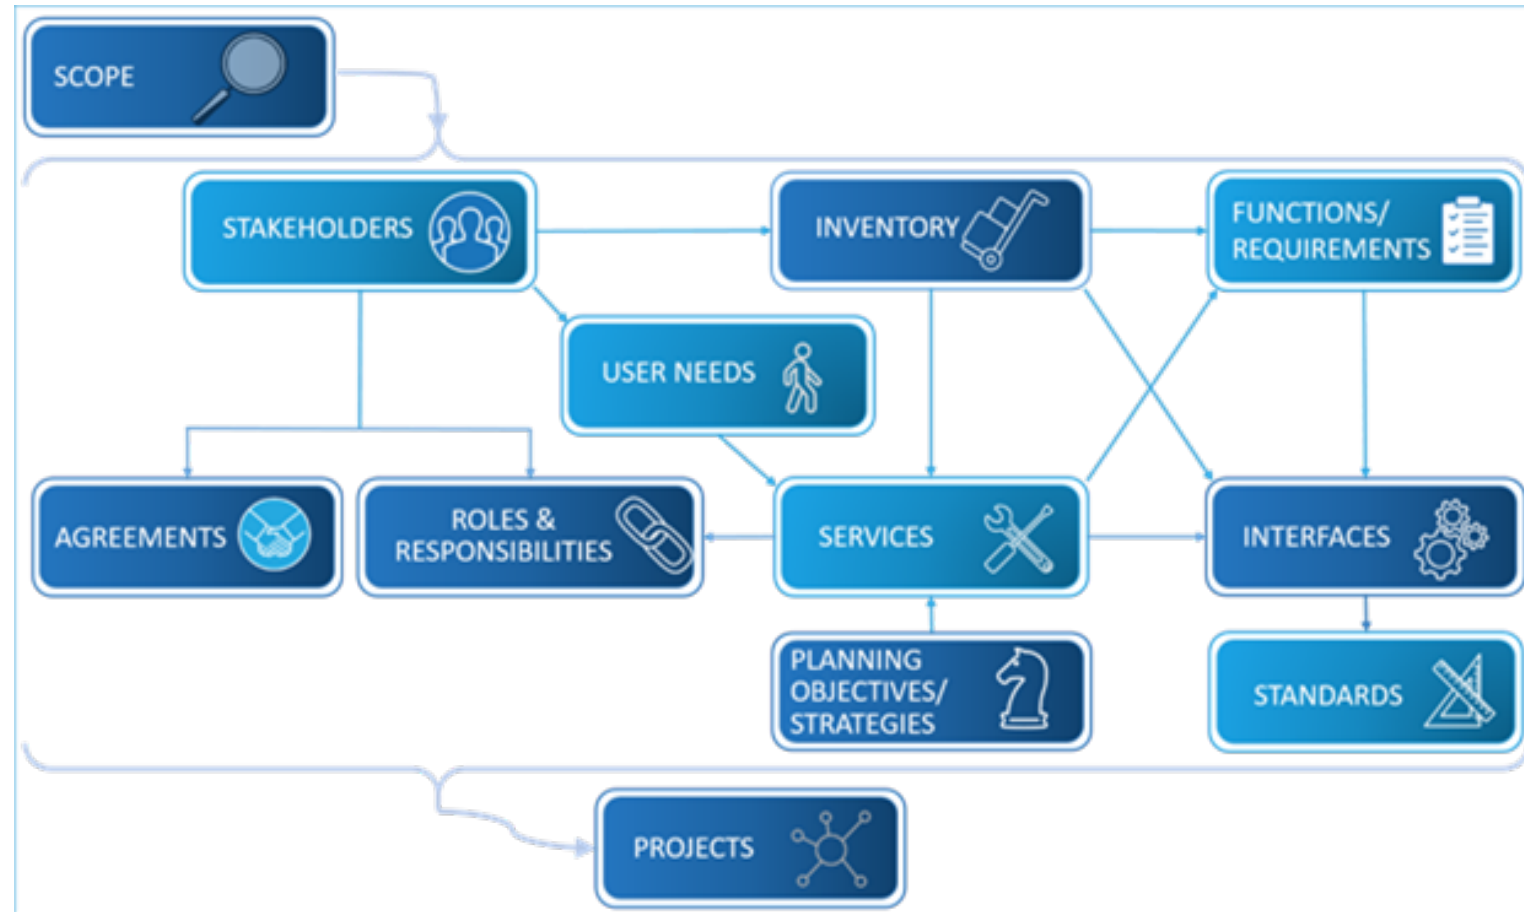 SCOPE
STAKEHOLDERS
INVENTORY
FUNCTIONS/
REQUIREMENTS
USER NEEDS
AGREEMENTS
ROLES &
RESPONSIBILITIES
SERVICES
INTERFACES
PLANNING
OBJECTIVES/
STRATEGIES
STANDARDS
PROJECTS